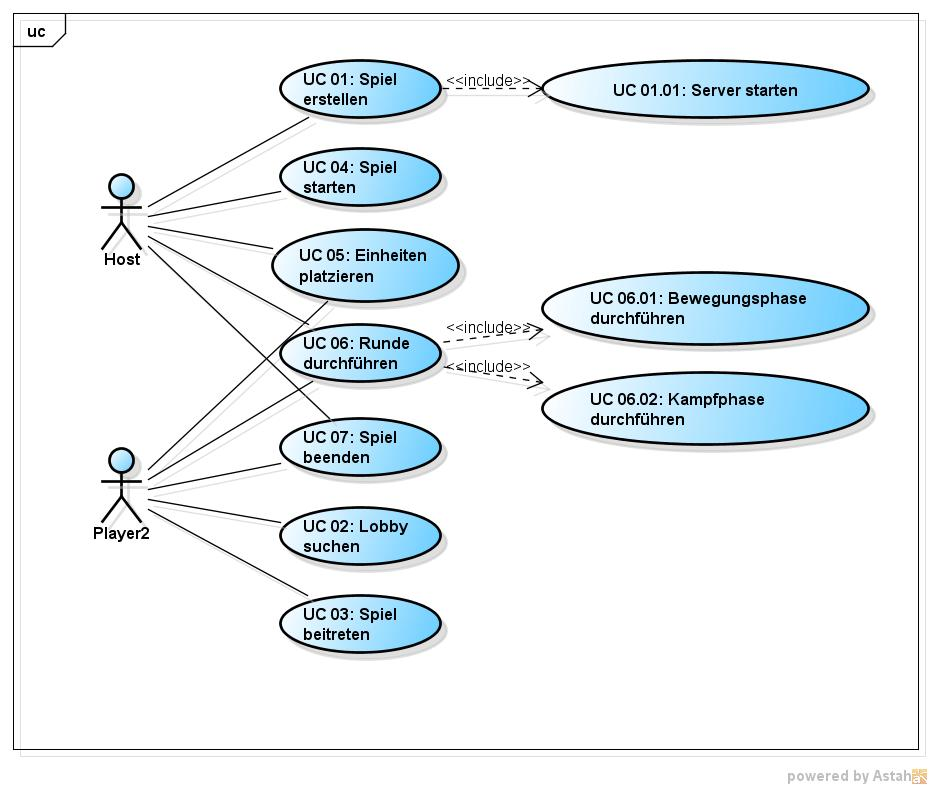 uc
UC 01: Spiel
erstellen
<<include>>
UC 01.01: Server starten
UC 04: Spiel
starten
Host
UC 05: Einheiten
platzieren
UC 06.01: Bewegungsphase
durchführen
<<include>>
UC 06: Runde
durchführen
<<include>>
UC 06.02: Kampfphase
durchführen
UC 07: Spiel
beenden
Player2
UC 02: Lobby
suchen
UC 03: Spiel
beitreten
powered by Astah